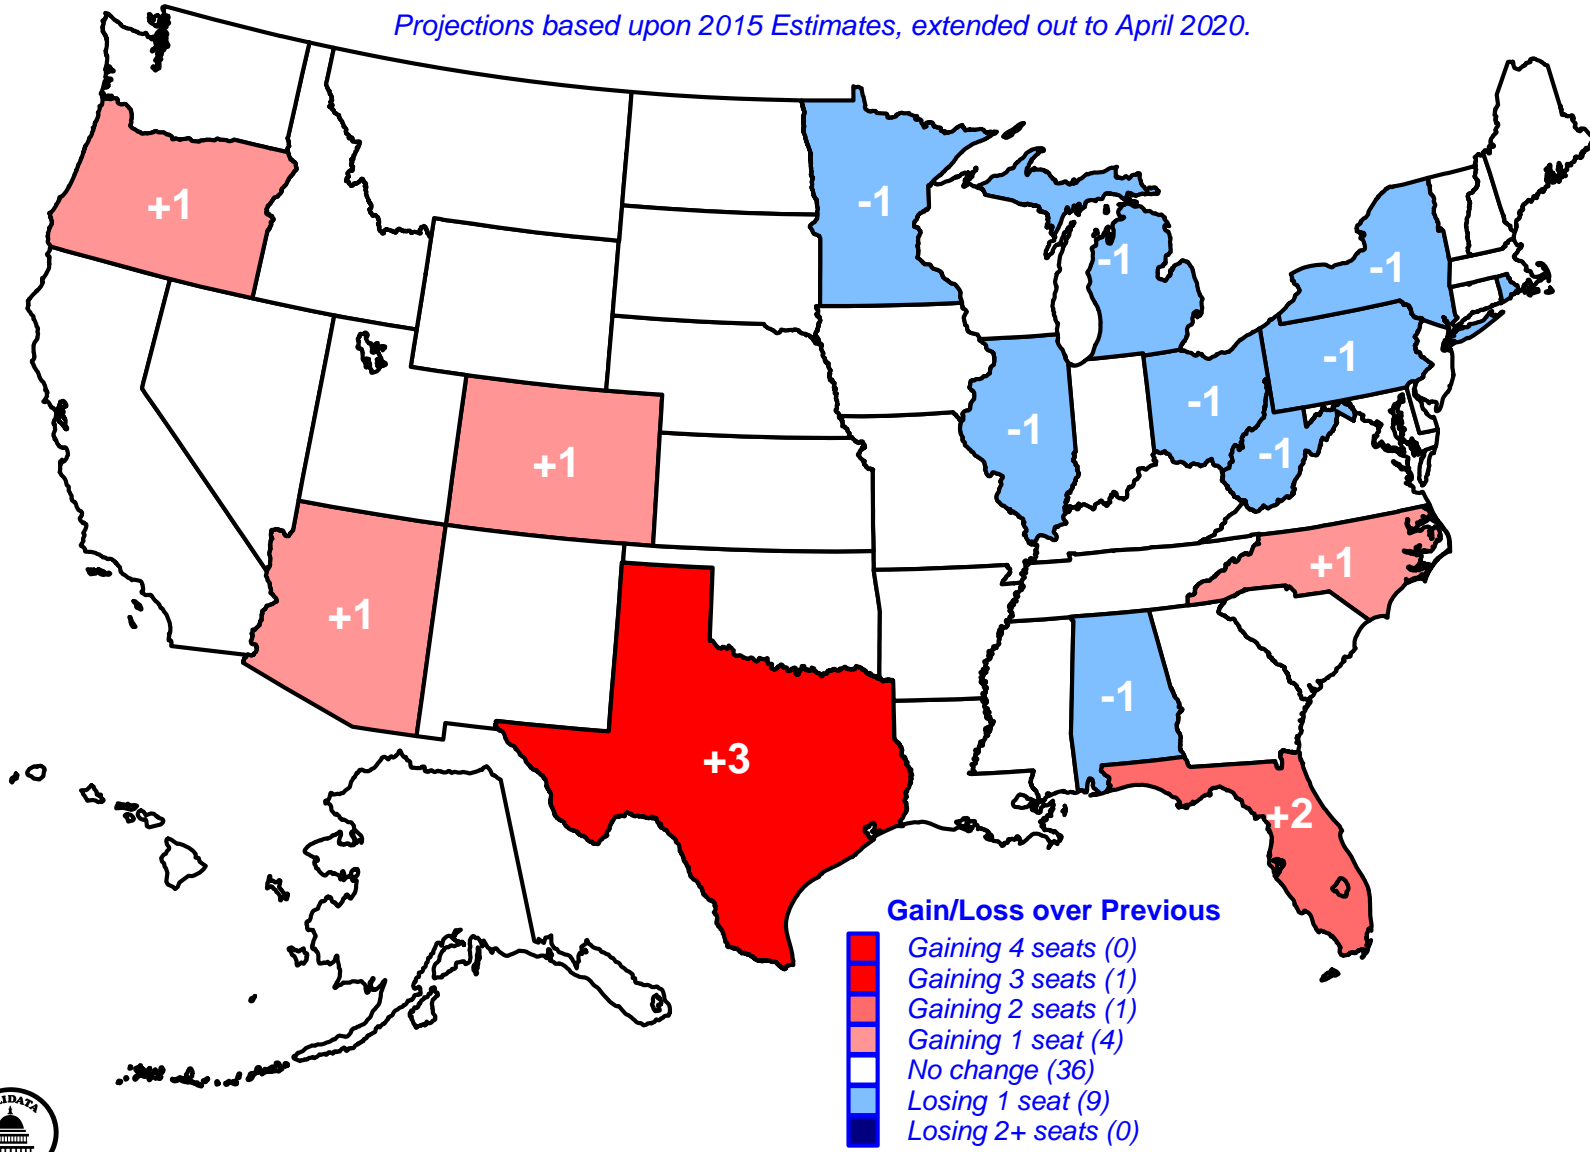 Projections based upon 2015 Estimates, extended out to April 2020.
+1
-1
-1
-1
-1
-1
-1
-1
+1
+1
+1
-1
+3
+2
Gain/Loss over Previous
Gaining 4 seats (0)
Gaining 3 seats (1)
Gaining 2 seats (1)
Gaining 1 seat (4)
No change (36)
Losing 1 seat (9)
Losing 2+ seats (0)
LIDATA